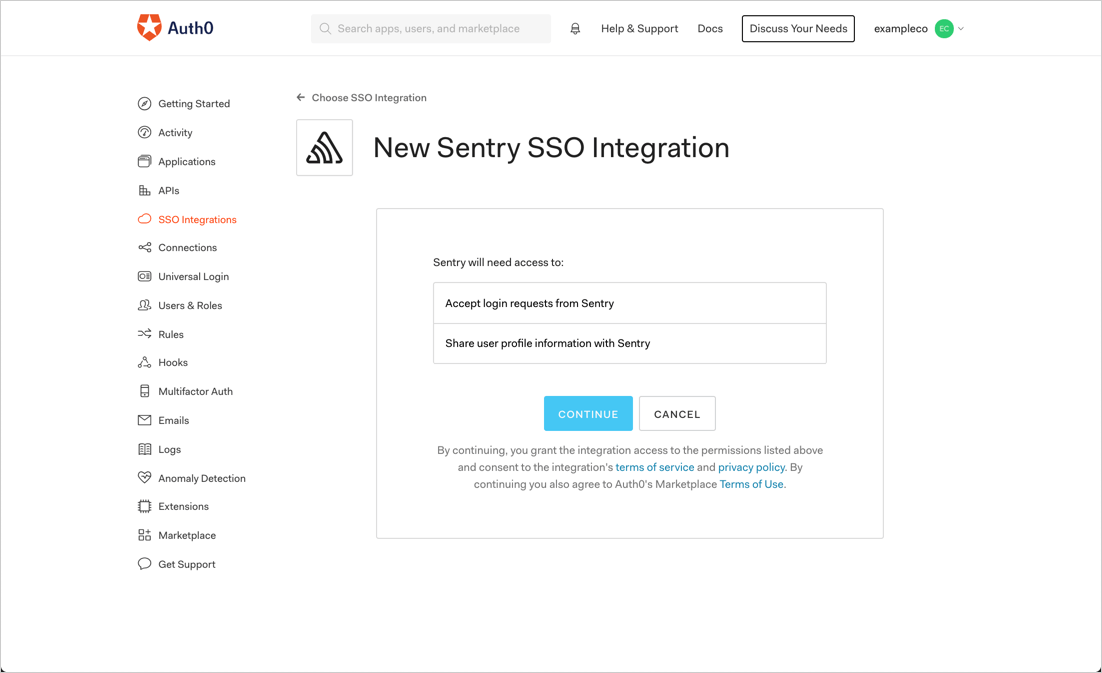 Auth0
Search apps, users, and marketplace
Help & Support
Docs
Discuss Your Needs
exampleco
EC
Getting Started
Activity
Applications
APIs
SSO Integrations
Connections
Universal Login
Users & Roles
Rules
Hooks
Multifactor Auth
Emails
Logs
Anomaly Detection
Extensions
Marketplace
Get Support
Choose SSO Integration
New Sentry SSO Integration
Sentry will need access to:
Accept login requests from Sentry
Share user profile information with Sentry
CONTINUE
CANCEL
By continuing, you grant the integration access to the permissions listed above
and consent to the integration's terms of service and privacy policy. By
continuing you also agree to Auth0's Marketplace Terms of Use.